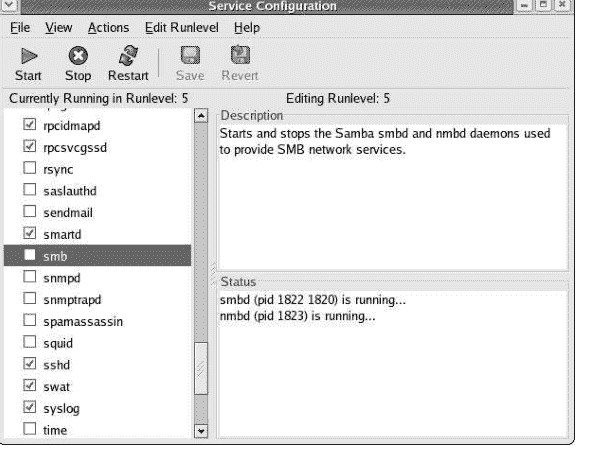 Service Configuration
File View Actions Edit Runlevel Help
Start Stop Restart Save Revert
Currently Running in Runlevel: 5 Editing Runlevel: 5
rpcidmapd
rpcsvcgssd
rsync
saslauthd
sendmail
smartd
smb
snmpd
snmptrapd
spamassassin
squid
sshd
swat
syslog
time
Description
Starts and stops the Samba smbd and nmbd daemons used
to provide SMB network services.
Status
smbd (pid 1822 1820) is running...
nmbd (pid 1823) is running...